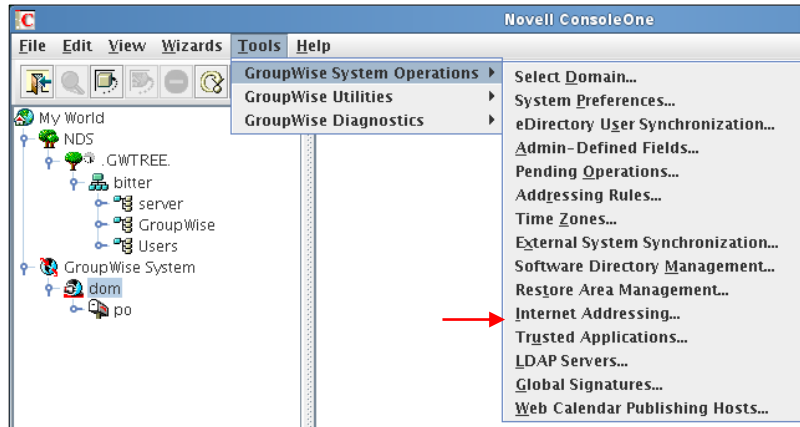 C
Novell ConsoleOne
File Edit View Wizards Tools Help
GroupWise System Operations
GroupWise Utilities
GroupWise Diagnostics
Select Domain...
System Preferences...
eDirectory User Synchronization...
Admin-Defined Fields...
Pending Operations...
Addressing Rules...
Time Zones...
External System Synchronization...
Software Directory Management...
Restore Area Management...
Internet Addressing...
Trusted Applications...
LDAP Servers...
Global Signatures...
Web Calendar Publishing Hosts...
My World
NDS
.GWTREE.
bitter
server
GroupWise
Users
GroupWise System
dom
po